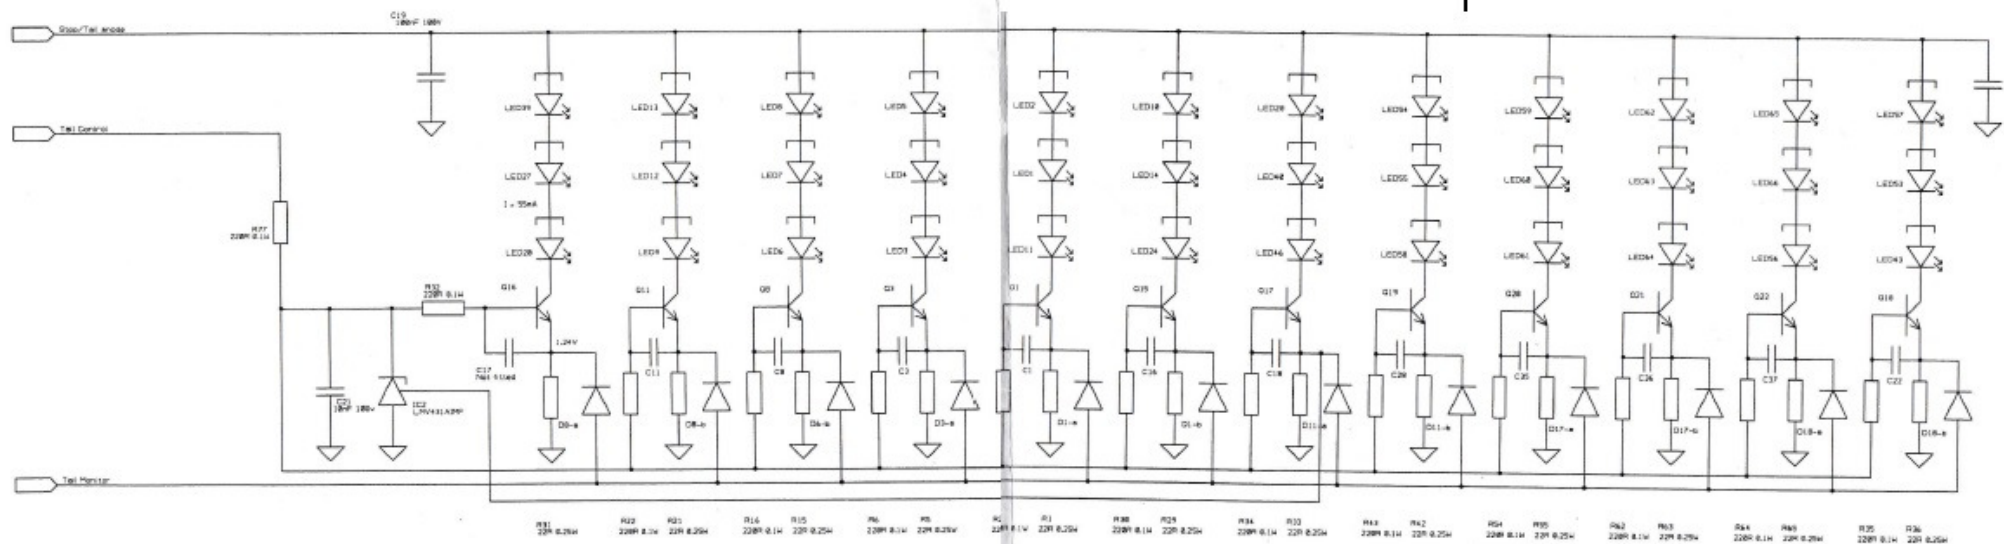 C19
100nF 100V
Stop/Tail anode
Tail Control
LED39
LED13
LED8
LED5
LED2
LED10
LED20
LED54
LED59
LED62
LED65
LED57
LED27
LED12
LED7
LED4
LED1
LED14
LED40
LED55
LED60
LED63
LED66
LED53
I = 55mA
R77
220R 0.1W
LED28
LED9
LED6
LED3
LED11
LED24
LED46
LED58
LED61
LED64
LED56
LED43
R32
220R 0.1W
Q16
Q11
Q8
Q3
Q1
Q15
Q17
Q19
Q20
Q21
Q22
Q18
1.24V
C17
C11
C8
C3
C1
C16
C18
C28
C35
C36
C37
C22
C21
10nF 100v
IC2
LMV431AIMF
D8-a
D8-b
D3-a
D1-a
D1-b
D11-a
D11-b
D17-a
D17-b
D18-a
Tail Monitor
R31 R22 R21 R16 R15 R6 R5 R1 R30 R29 R34 R33 R43 R42 R54 R55 R62 R63 R64 R65 R35 R36
22R 0.25W 220R 0.1W 22R 0.25W 220R 0.1W 22R 0.25W 220R 0.1W 22R 0.25W 0.1W 22R 0.25W 220R 0.1W 22R 0.25W 220R 0.1W 22R 0.25W 220R 0.1W 22R 0.25W 220R 0.1W 22R 0.25W 220R 0.1W 22R 0.25W 220R 0.1W 22R 0.25W 220R 0.1W 22R 0.25W